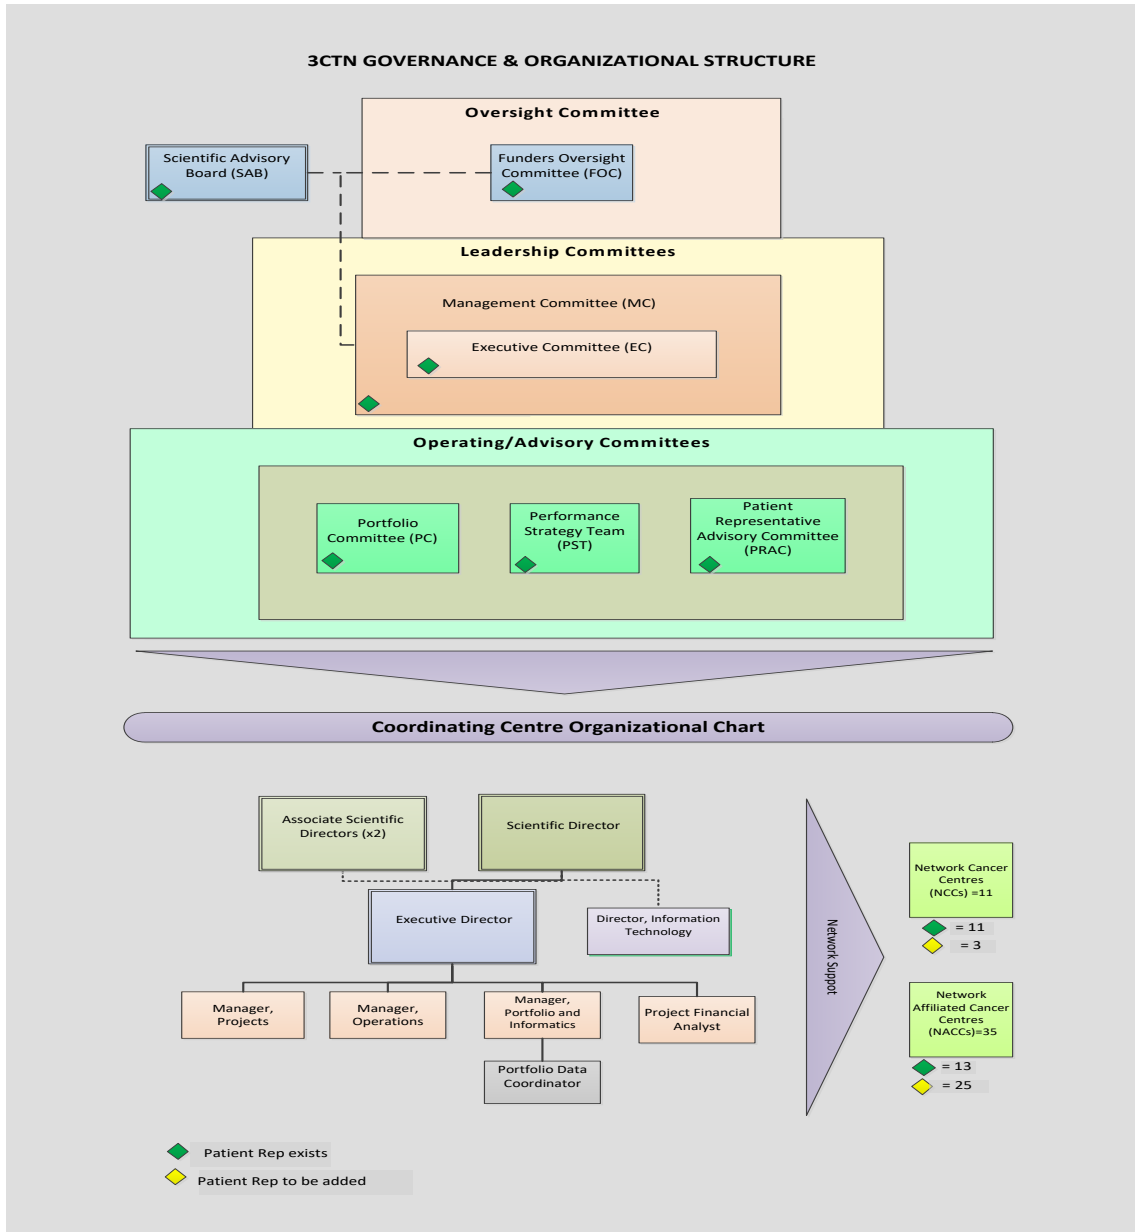 3CTN GOVERNANCE & ORGANIZATIONAL STRUCTURE
Oversight Committee
Scientific Advisory
Board (SAB)
Funders Oversight
Committee (FOC)
Leadership Committees
Management Committee (MC)
Executive Committee (EC)
Operating/Advisory Committees
Portfolio
Committee (PC)
Performance
Strategy Team
(PST)
Patient
Representative
Advisory Committee
(PRAC)
Coordinating Centre Organizational Chart
Associate Scientific
Directors (x2)
Scientific Director
Executive Director
Director, Information
Technology
Manager,
Projects
Manager,
Operations
Manager,
Portfolio and
Informatics
Project Financial
Analyst
Portfolio Data
Coordinator
Network Suppot
Network Cancer
Centres
(NCCs) =11
= 11
= 3
Network
Affiliated Cancer
Centres
(NACCs)=35
= 13
= 25
Patient Rep exists
Patient Rep to be added